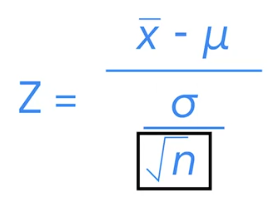 x̄ - μ
Z =
σ
√n